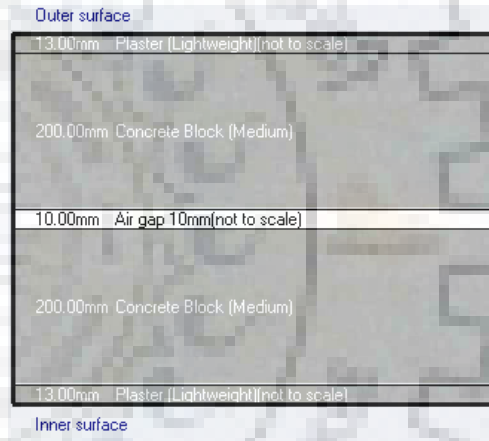 Outer surface
13.00mm Plaster (Lightweight)(not to scale)
200.00mm Concrete Block (Medium)
10.00mm Air gap 10mm(not to scale)
200.00mm Concrete Block (Medium)
13.00mm Plaster (Lightweight)(not to scale)
Inner surface